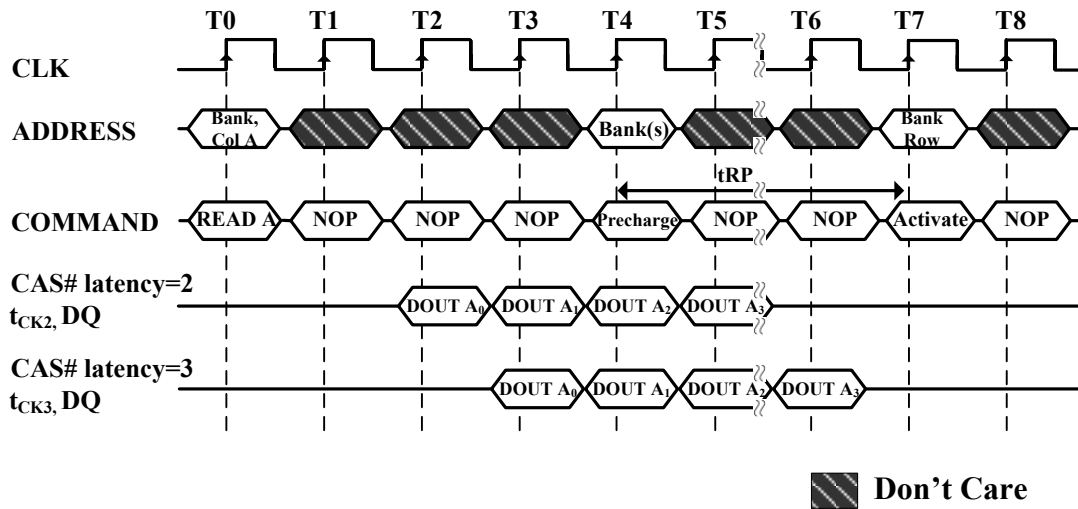 T0 T1 T2 T3 T4 T5 T6 T7 T8
CLK
ADDRESS Bank, Col A Bank(s) Bank Row
tRP
COMMAND READ A NOP NOP NOP Precharge NOP NOP Activate NOP
CAS# latency=2
tCK2, DQ DOUT A0 DOUT A1 DOUT A2 DOUT A3
CAS# latency=3
tCK3, DQ DOUT A0 DOUT A1 DOUT A2 DOUT A3
Don't Care